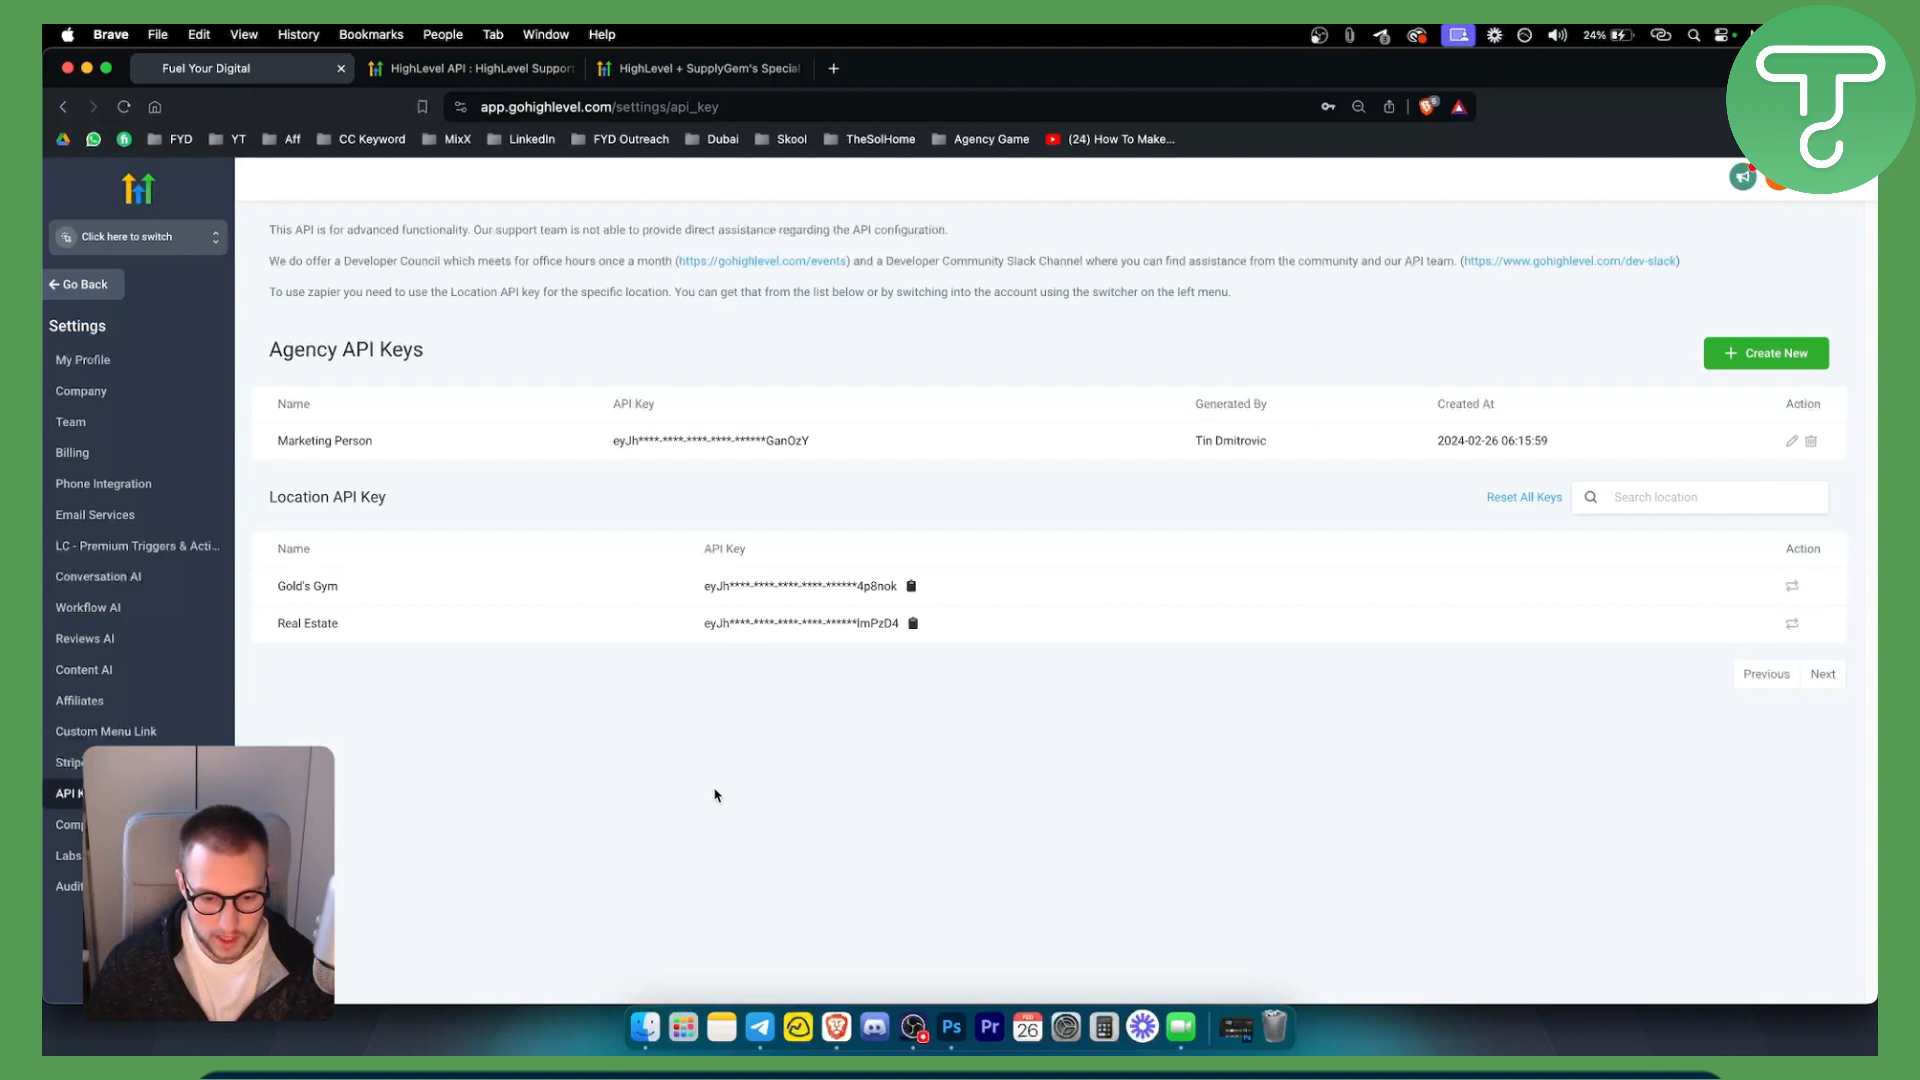 Brave File Edit View History Bookmarks People Tab Window Help 24%
Fuel Your Digital HighLevel API : HighLevel Support HighLevel + SupplyGem's Special
app.gohighlevel.com/settings/api_key
FYD YT Aff CC Keyword MixX LinkedIn FYD Outreach Dubai Skool TheSolHome Agency Game (24) How To Make...
Click here to switch
Go Back
Settings
My Profile
Company
Team
Billing
Phone Integration
Email Services
LC - Premium Triggers & Acti...
Conversation AI
Workflow AI
Reviews AI
Content AI
Affiliates
Custom Menu Link
API
Labs
This API is for advanced functionality. Our support team is not able to provide direct assistance regarding the API configuration.
We do offer a Developer Council which meets for office hours once a month (https://gohighlevel.com/events) and a Developer Community Slack Channel where you can find assistance from the community and our API team. (https://www.gohighlevel.com/dev-slack)
To use zapier you need to use the Location API key for the specific location. You can get that from the list below or by switching into the account using the switcher on the left menu.
Agency API Keys
+ Create New
Name API Key Generated By Created At Action
Marketing Person eyJh****-****-****-****-******GanOzY Tin Dmitrovic 2024-02-26 06:15:59
Location API Key
Reset All Keys Search location
Name API Key Action
Gold's Gym eyJh****-****-****-****-******4p8nok
Real Estate eyJh****-****-****-****-******lmPzD4
Previous Next
Ps Pr FEB 26